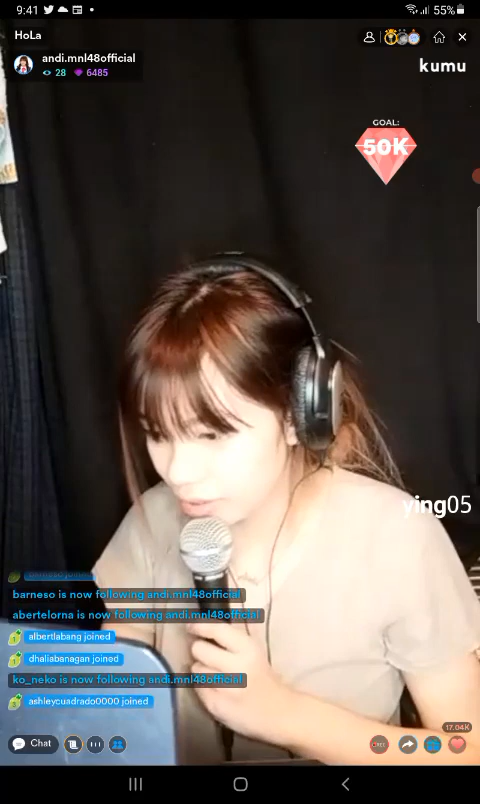 9:41
55%
HoLa
andi.mnl48official
28 6485
kumu
GOAL:
50K
ying05
barneso is now following andi.mnl48official
abertelorna is now following andi.mnl48official
albertlabang joined
dhaliabanagan joined
ko_neko is now following andi.mnl48official
ashleycuadrado0000 joined
17.04K
Chat